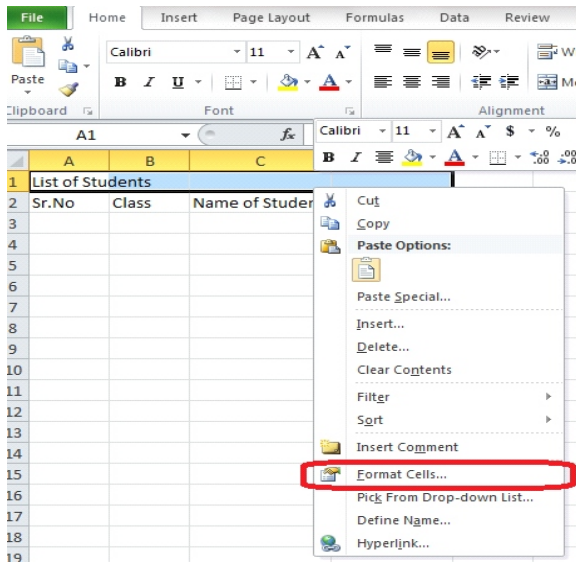 File Home Insert Page Layout Formulas Data Review
Calibri 11 A A
Paste B I U A
Clipboard Font Alignment
A1 fx Calibri 11 A A $ %
B I A .00 .0
A B C
1 List of Students
2 Sr.No Class Name of Studen
3
4
5
6
7
8
9
10
11
12
13
14
15
16
17
18
19
Cut
Copy
Paste Options:
Paste Special...
Insert...
Delete...
Clear Contents
Filter
Sort
Insert Comment
Format Cells...
Pick From Drop-down List...
Define Name...
Hyperlink...